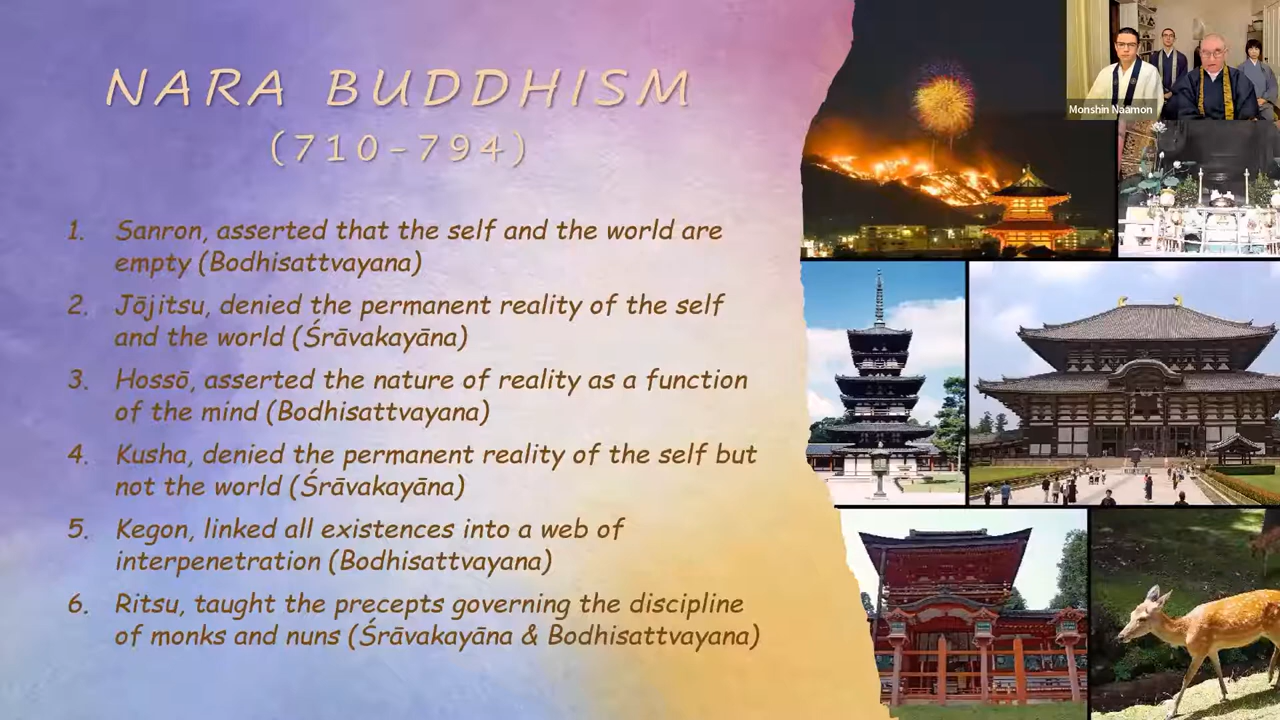 NARA BUDDHISM
(710-794)
1. Sanron, asserted that the self and the world are
empty (Bodhisattvayana)
2. Jōjitsu, denied the permanent reality of the self
and the world (Śrāvakayāna)
3. Hossō, asserted the nature of reality as a function
of the mind (Bodhisattvayana)
4. Kusha, denied the permanent reality of the self but
not the world (Śrāvakayāna)
5. Kegon, linked all existences into a web of
interpenetration (Bodhisattvayana)
6. Ritsu, taught the precepts governing the discipline
of monks and nuns (Śrāvakayāna & Bodhisattvayana)
Monshin Naamon